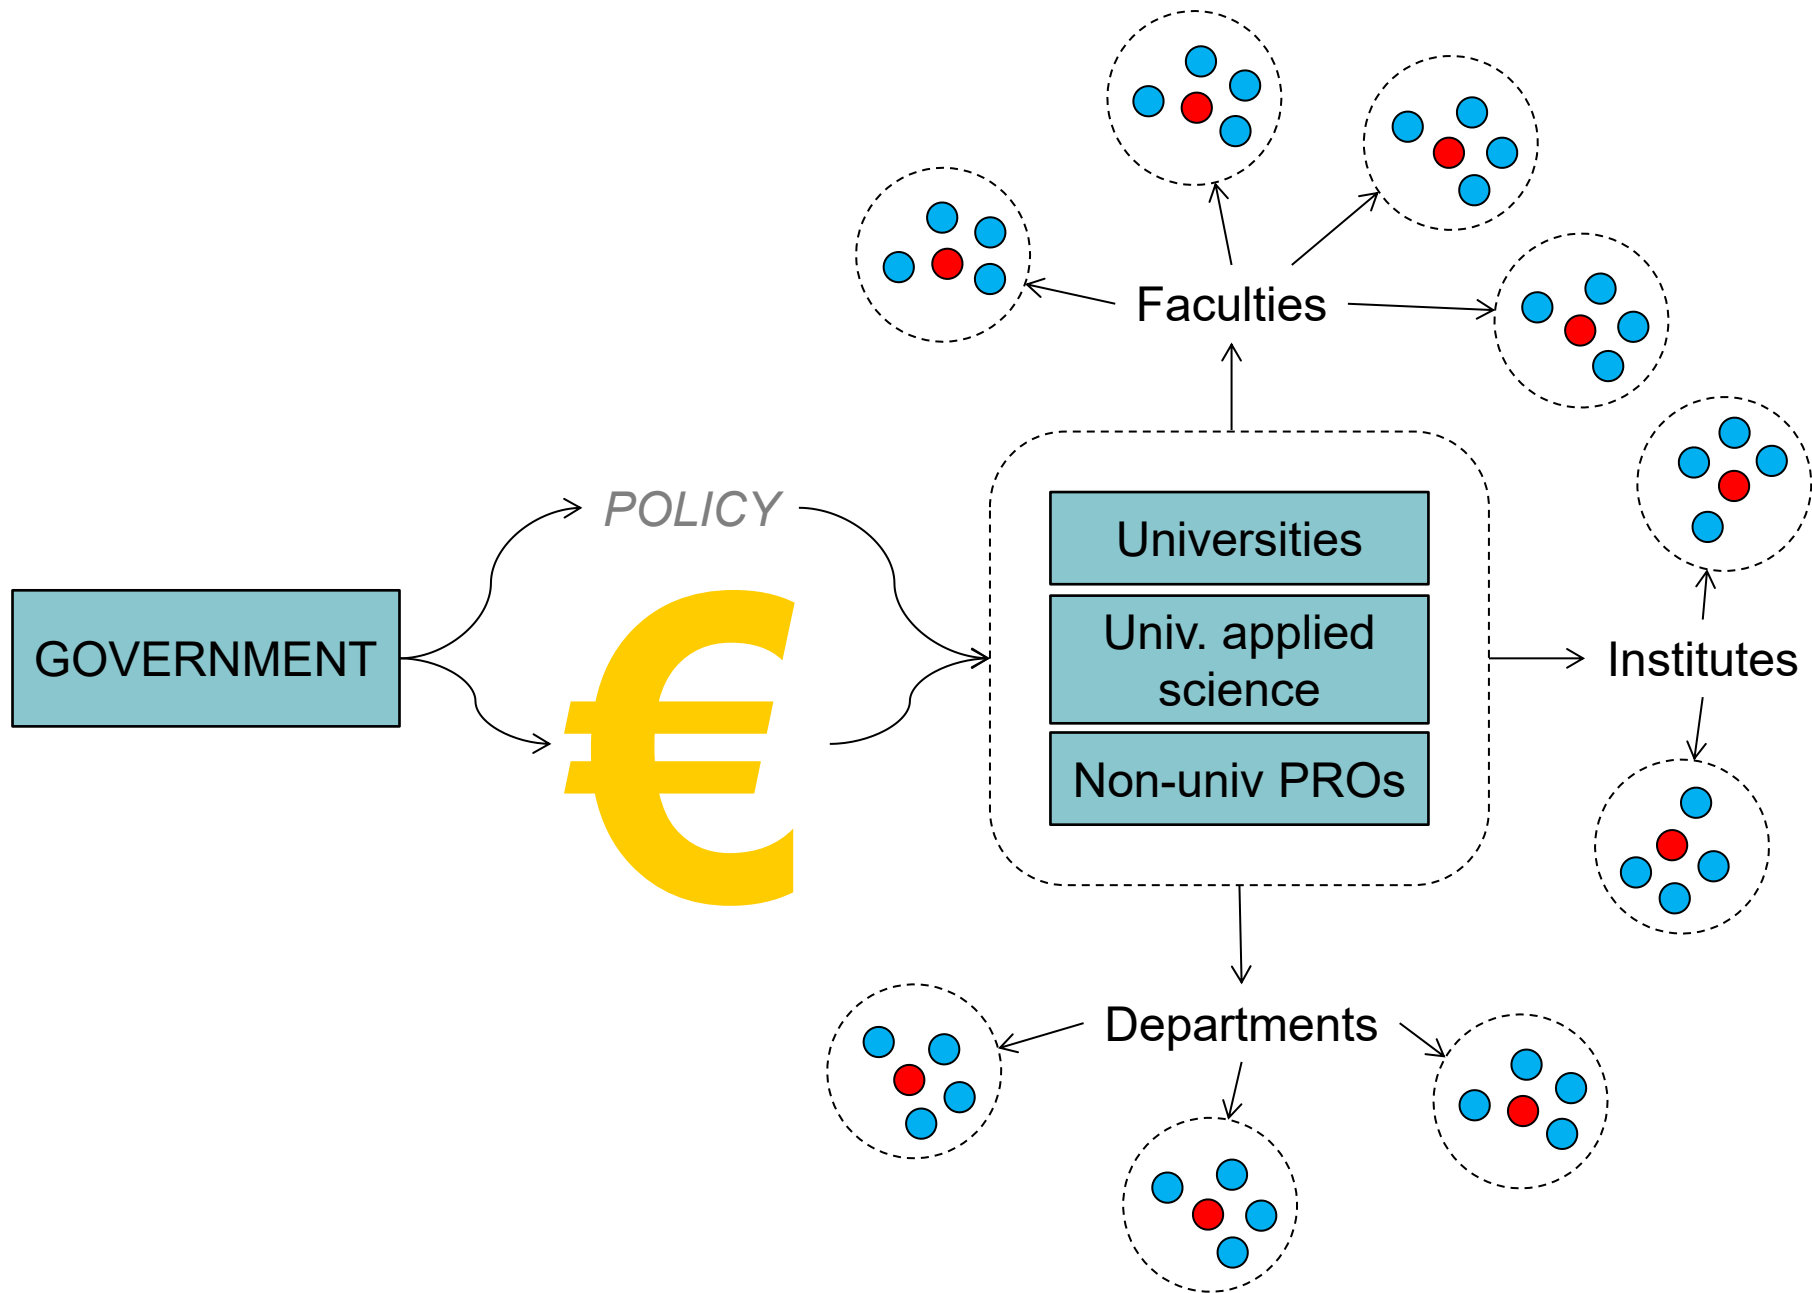 Faculties
POLICY
Universities
GOVERNMENT
€
Univ. applied
science
Institutes
Non-univ PROs
Departments